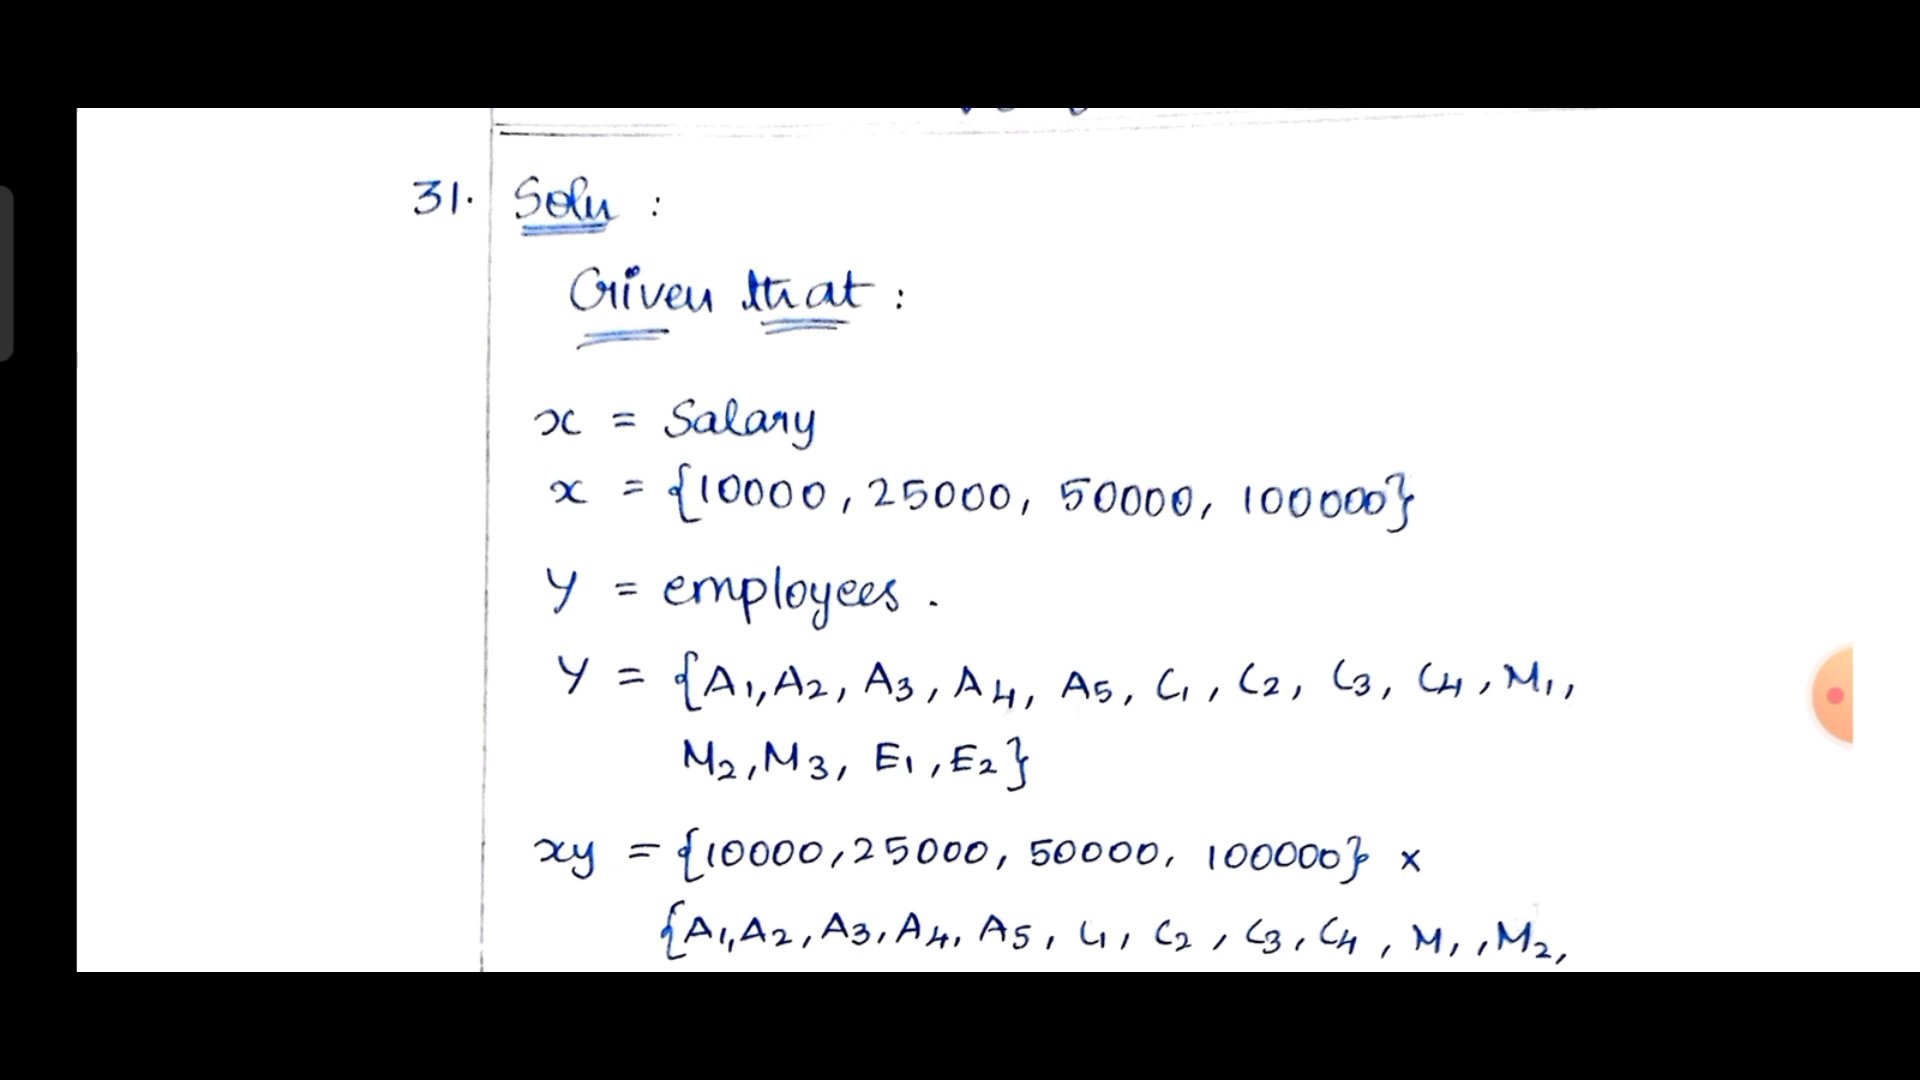 31. Soln :
Given that :
x = Salary
x = {10000, 25000, 50000, 100000}
y = employees.
y = {A1, A2, A3, A4, A5, C1, C2, C3, C4, M1,
M2, M3, E1, E2}
xy = {10000, 25000, 50000, 100000} x
{A1, A2, A3, A4, A5, C1, C2, C3, C4, M1, M2,